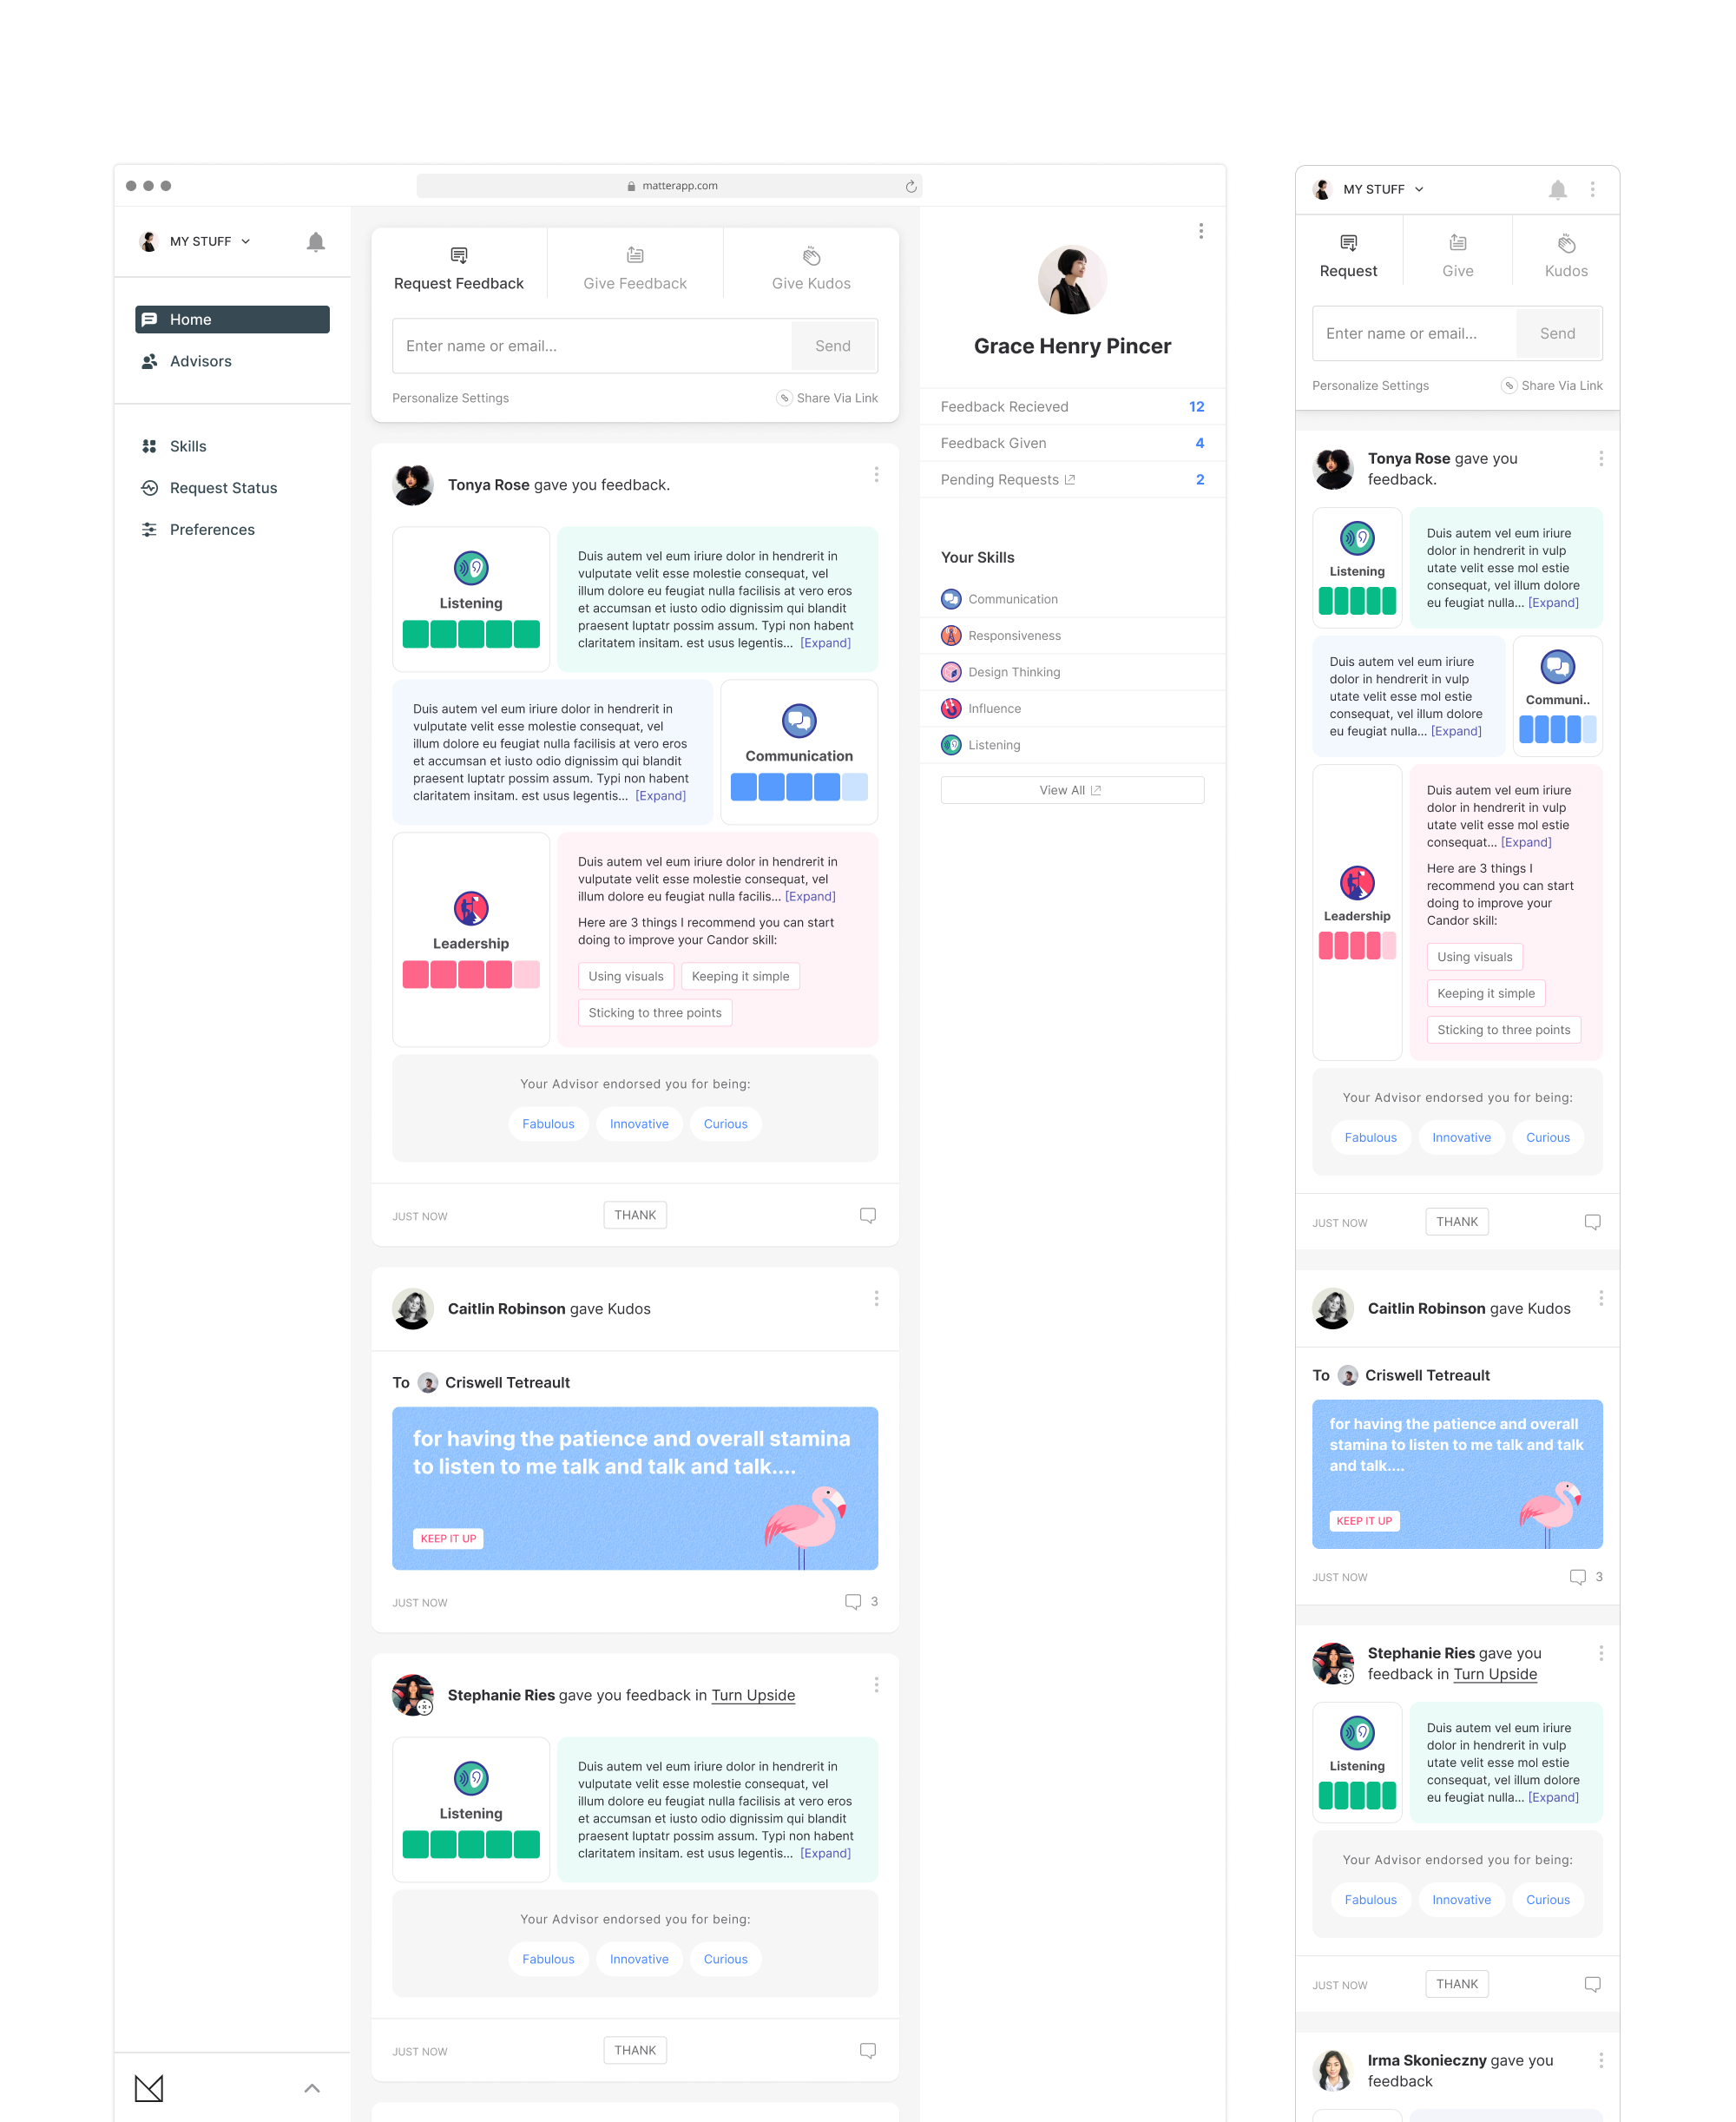 matterapp.com
MY STUFF
Home
Advisors
Skills
Request Status
Preferences
Request Feedback
Give Feedback
Give Kudos
Enter name or email...
Send
Personalize Settings
Share Via Link
Tonya Rose gave you feedback.
Listening
Duis autem vel eum iriure dolor in hendrerit in
vulputate velit esse molestie consequat, vel
illum dolore eu feugiat nulla facilisis at vero eros
et accumsan et iusto odio dignissim qui blandit
praesent luptatr possim assum. Typi non habent
claritatem insitam. est usus legentis... [Expand]
Duis autem vel eum iriure dolor in hendrerit in
vulputate velit esse molestie consequat, vel
illum dolore eu feugiat nulla facilisis at vero eros
et accumsan et iusto odio dignissim qui blandit
praesent luptatr possim assum. Typi non habent
claritatem insitam. est usus legentis... [Expand]
Communication
Leadership
Duis autem vel eum iriure dolor in hendrerit in
vulputate velit esse molestie consequat, vel
illum dolore eu feugiat nulla facilis... [Expand]
Here are 3 things I recommend you can start
doing to improve your Candor skill:
Using visuals
Keeping it simple
Sticking to three points
Your Advisor endorsed you for being:
Fabulous
Innovative
Curious
JUST NOW
THANK
Caitlin Robinson gave Kudos
To Criswell Tetreault
for having the patience and overall stamina
to listen to me talk and talk and talk....
KEEP IT UP
JUST NOW
3
Stephanie Ries gave you feedback in Turn Upside
Listening
Duis autem vel eum iriure dolor in hendrerit in
vulputate velit esse molestie consequat, vel
illum dolore eu feugiat nulla facilisis at vero eros
et accumsan et iusto odio dignissim qui blandit
praesent luptatr possim assum. Typi non habent
claritatem insitam. est usus legentis... [Expand]
Your Advisor endorsed you for being:
Fabulous
Innovative
Curious
JUST NOW
THANK
Grace Henry Pincer
Feedback Recieved 12
Feedback Given 4
Pending Requests 2
Your Skills
Communication
Responsiveness
Design Thinking
Influence
Listening
View All
MY STUFF
Request
Give
Kudos
Enter name or email...
Send
Personalize Settings
Share Via Link
Tonya Rose gave you
feedback.
Listening
Duis autem vel eum iriure
dolor in hendrerit in vulp
utate velit esse mol estie
consequat, vel illum dolore
eu feugiat nulla... [Expand]
Duis autem vel eum iriure
dolor in hendrerit in vulp
utate velit esse mol estie
consequat, vel illum dolore
eu feugiat nulla... [Expand]
Communi..
Leadership
Duis autem vel eum iriure
dolor in hendrerit in vulp
utate velit esse mol estie
consequat... [Expand]
Here are 3 things I
recommend you can start
doing to improve your
Candor skill:
Using visuals
Keeping it simple
Sticking to three points
Your Advisor endorsed you for being:
Fabulous
Innovative
Curious
JUST NOW
THANK
Caitlin Robinson gave Kudos
To Criswell Tetreault
for having the patience and overall
stamina to listen to me talk and talk
and talk....
KEEP IT UP
JUST NOW
3
Stephanie Ries gave you
feedback in Turn Upside
Listening
Duis autem vel eum iriure
dolor in hendrerit in vulp
utate velit esse mol estie
consequat, vel illum dolore
eu feugiat nulla... [Expand]
Your Advisor endorsed you for being:
Fabulous
Innovative
Curious
JUST NOW
THANK
Irma Skonieczny gave you
feedback